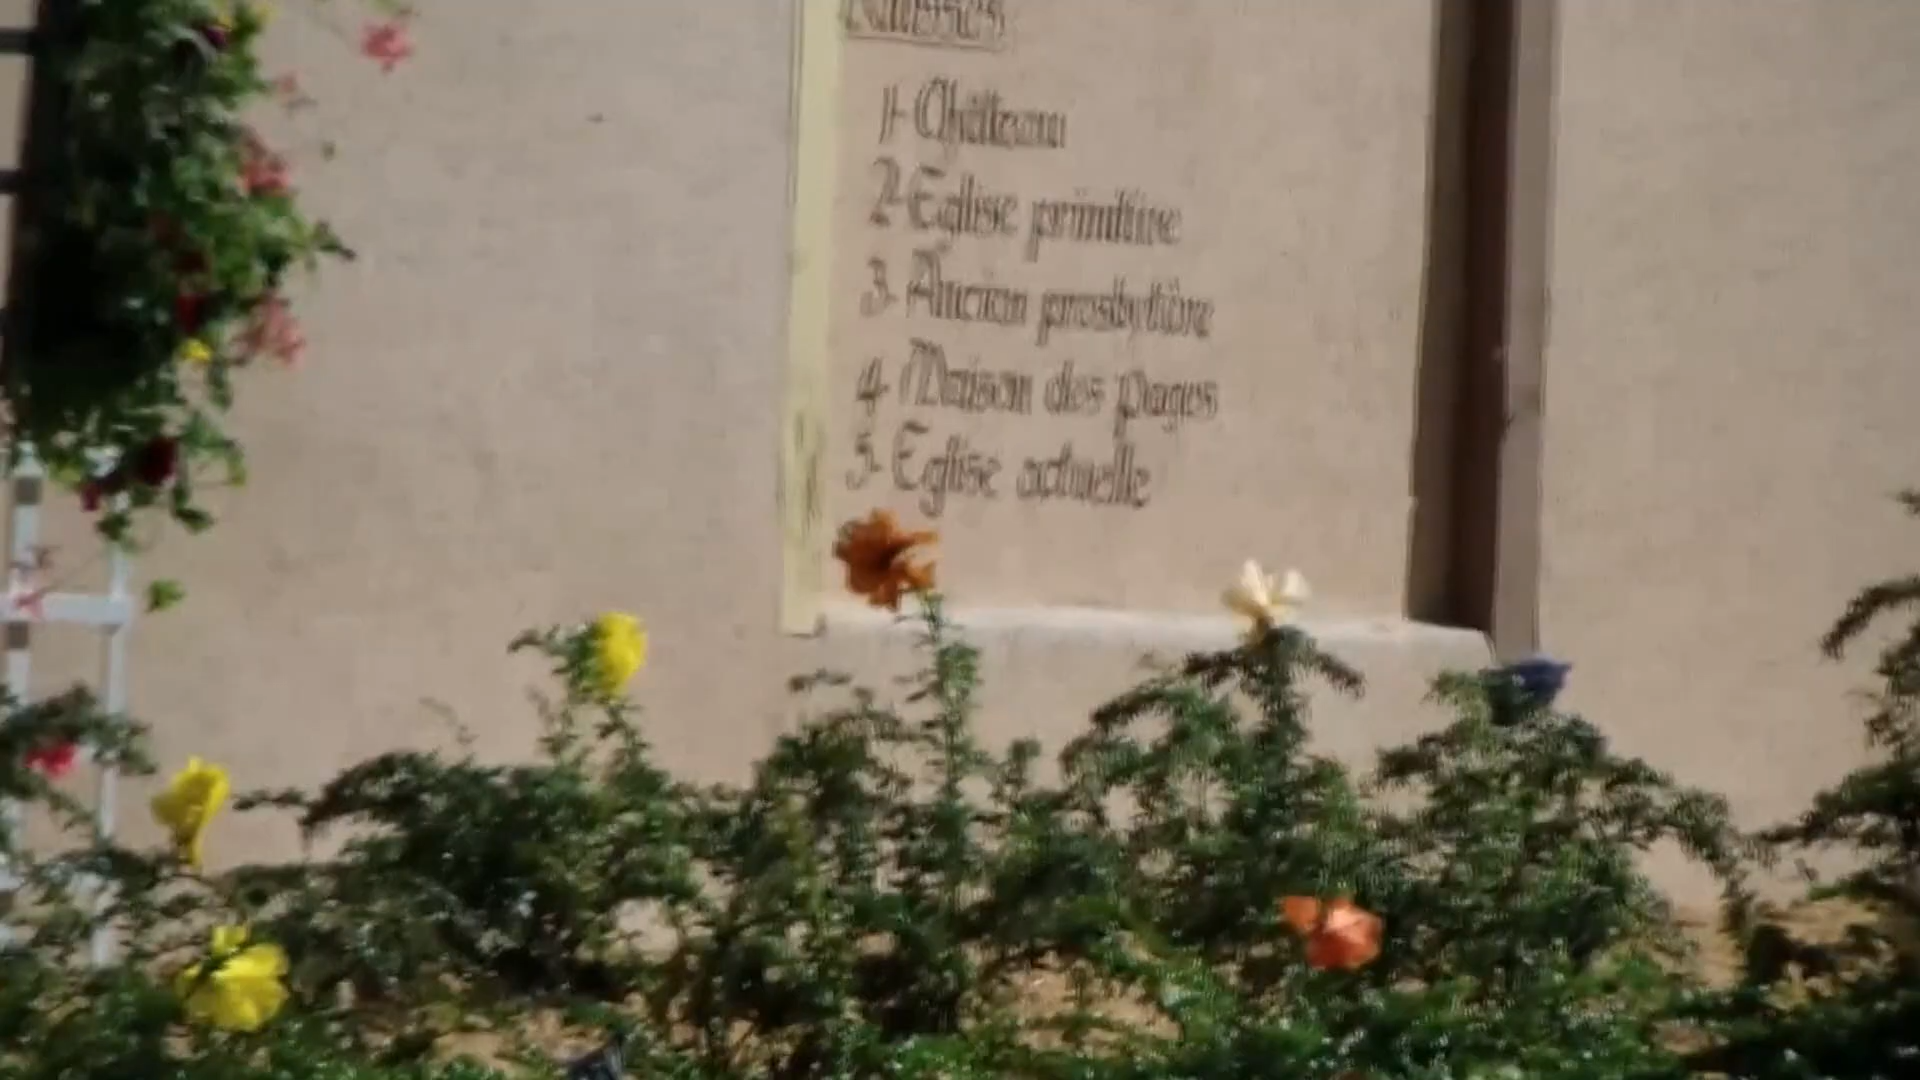 1- Château
2- Eglise primitive
3- Ancien presbytère
4- Maison des pages
5- Eglise actuelle